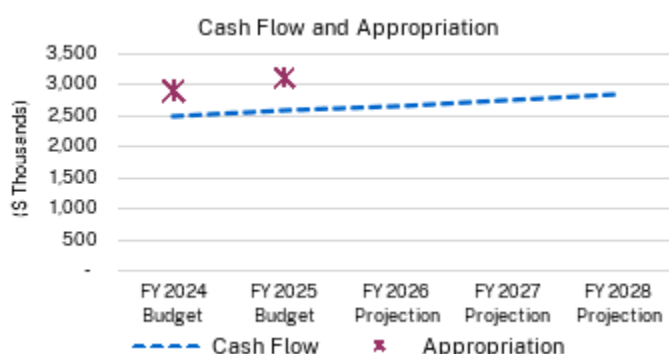 Cash Flow and Appropriation
($ Thousands)
3,500
3,000
2,500
2,000
1,500
1,000
500
-
FY 2024 FY 2025 FY 2026 FY 2027 FY 2028
Budget Budget Projection Projection Projection
Cash Flow Appropriation